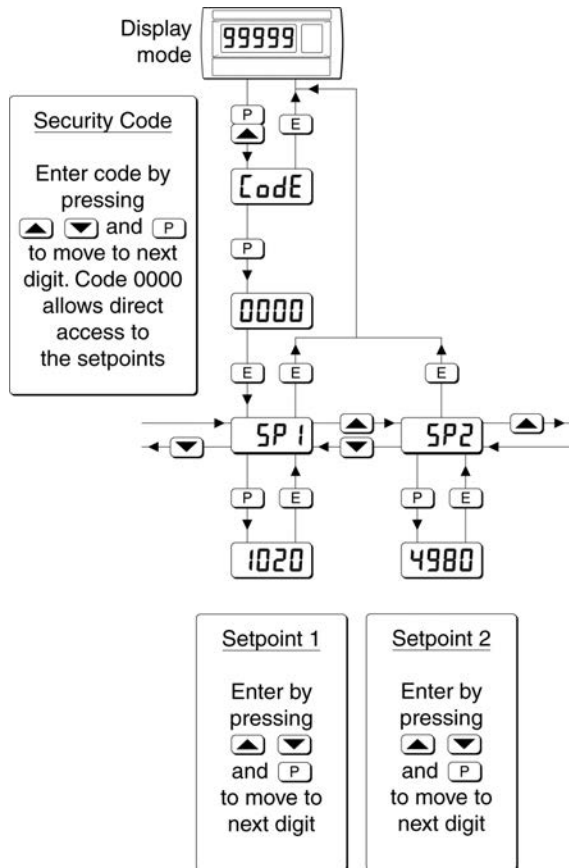 Display
mode
99999
P
E
Security Code
Enter code by
pressing
and P
to move to next
digit. Code 0000
allows direct
access to
the setpoints
CodE
P
0000
E
E
E
SP1
SP2
P
E
P
E
1020
4980
Setpoint 1
Enter by
pressing
and P
to move to
next digit
Setpoint 2
Enter by
pressing
and P
to move to
next digit